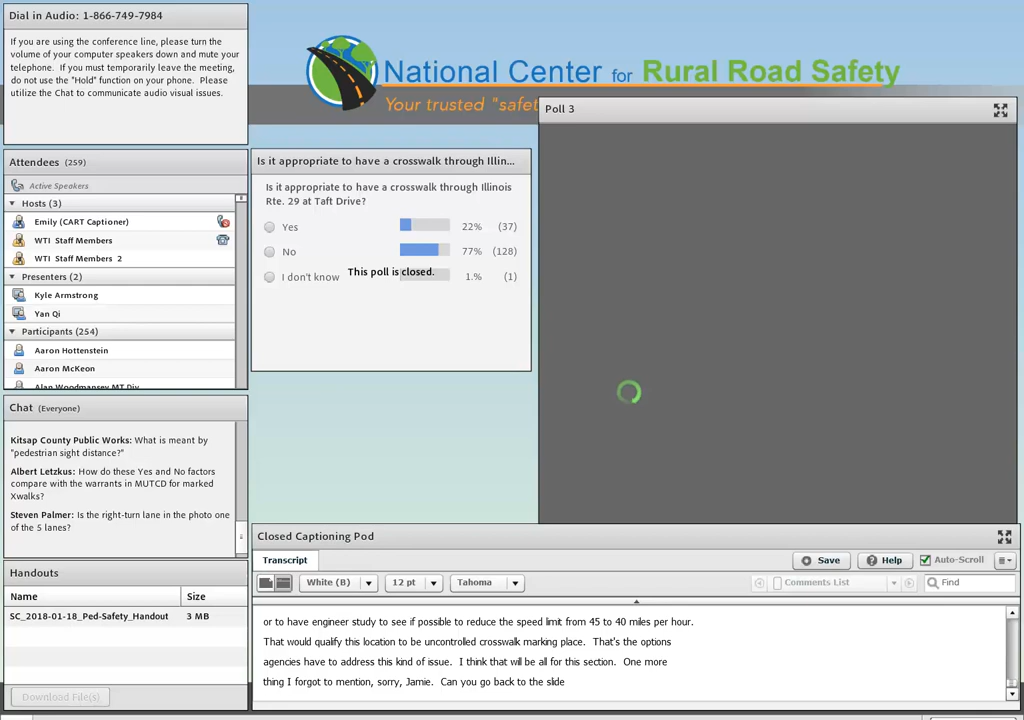 Dial in Audio: 1-866-749-7984
If you are using the conference line, please turn the
volume of your computer speakers down and mute your
telephone. If you must temporarily leave the meeting,
do not use the "Hold" function on your phone. Please
utilize the Chat to communicate audio visual issues.
National Center for Rural Road Safety
Your trusted "safet
Poll 3
Attendees (259)
Active Speakers
Hosts (3)
Emily (CART Captioner)
WTI Staff Members
WTI Staff Members 2
Presenters (2)
Kyle Armstrong
Yan Qi
Participants (254)
Aaron Hottenstein
Aaron McKeon
Alan Woodmansey MT Div
Is it appropriate to have a crosswalk through Illin...
Is it appropriate to have a crosswalk through Illinois
Rte. 29 at Taft Drive?
Yes 22% (37)
No 77% (128)
I don't know 1.% (1)
This poll is closed.
Chat (Everyone)
Kitsap County Public Works: What is meant by
"pedestrian sight distance?"
Albert Letzkus: How do these Yes and No factors
compare with the warrants in MUTCD for marked
Xwalks?
Steven Palmer: Is the right-turn lane in the photo one
of the 5 lanes?
Handouts
Name Size
SC_2018-01-18_Ped-Safety_Handout 3 MB
Download File(s)
Closed Captioning Pod
Transcript
Save
Help
Auto-Scroll
White (B)
12 pt
Tahoma
Comments List
Find
or to have engineer study to see if possible to reduce the speed limit from 45 to 40 miles per hour.
That would qualify this location to be uncontrolled crosswalk marking place. That's the options
agencies have to address this kind of issue. I think that will be all for this section. One more
thing I forgot to mention, sorry, Jamie. Can you go back to the slide